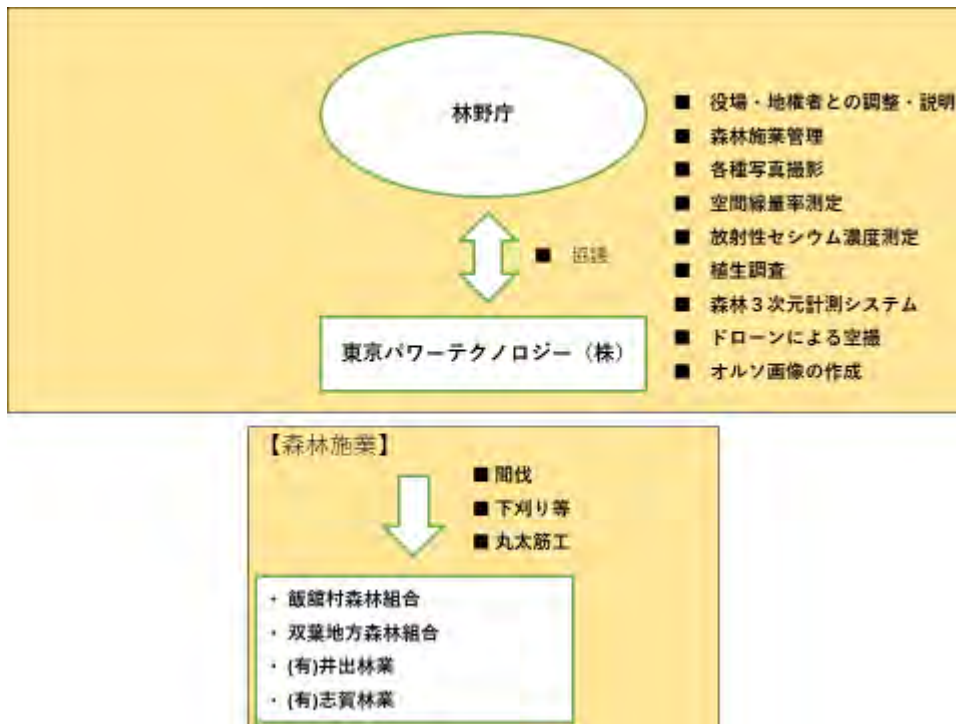 林野庁
■ 役場・地権者との調整・説明
■ 森林施業管理
■ 各種写真撮影
■ 空間線量率測定
■ 放射性セシウム濃度測定
■ 植生調査
■ 森林３次元計測システム
■ ドローンによる空撮
■ オルソ画像の作成
■ 協議
東京パワーテクノロジー（株）
【森林施業】
■ 間伐
■ 下刈り等
■ 丸太筋工
・ 飯舘村森林組合
・ 双葉地方森林組合
・ (有)井出林業
・ (有)志賀林業